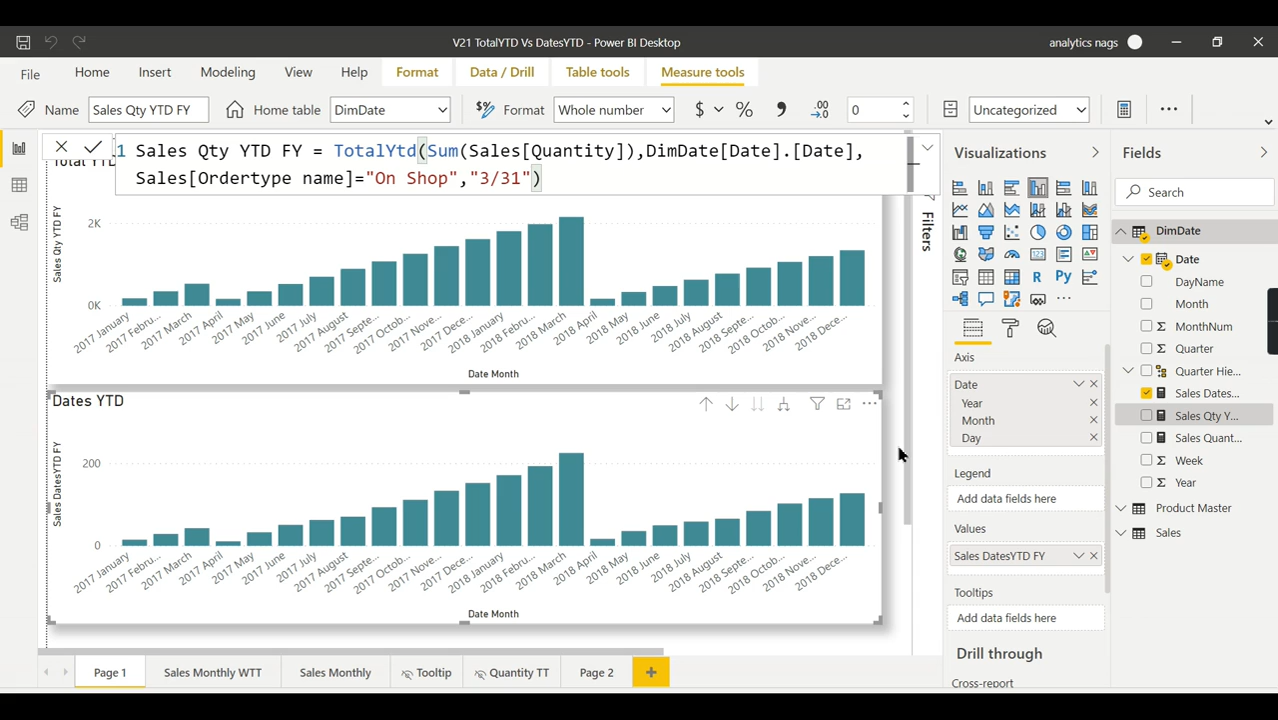 V21 TotalYTD Vs DatesYTD - Power BI Desktop
analytics nags
File
Home
Insert
Modeling
View
Help
Format
Data / Drill
Table tools
Measure tools
Name
Sales Qty YTD FY
Home table
DimDate
Format
Whole number
$
%
0
Uncategorized
1 Sales Qty YTD FY = TotalYtd(Sum(Sales[Quantity]),DimDate[Date].[Date],
Sales[Ordertype name]="On Shop","3/31")
Total YTD
Sales Qty YTD FY
2K
0K
2017 January
2017 Febru...
2017 March
2017 April
2017 May
2017 June
2017 July
2017 August
2017 Septe...
2017 Octob...
2017 Nove...
2017 Dece...
2018 January
2018 Febru...
2018 March
2018 April
2018 May
2018 June
2018 July
2018 August
2018 Septe...
2018 Octob...
2018 Nove...
2018 Dece...
Date Month
Dates YTD
Sales DatesYTD FY
200
0
2017 January
2017 Febru...
2017 March
2017 April
2017 May
2017 June
2017 July
2017 August
2017 Septe...
2017 Octob...
2017 Nove...
2017 Dece...
2018 January
2018 Febru...
2018 March
2018 April
2018 May
2018 June
2018 July
2018 August
2018 Septe...
2018 Octob...
2018 Nove...
2018 Dece...
Date Month
Filters
Visualizations
R
Py
Axis
Date
Year
Month
Day
Legend
Add data fields here
Values
Sales DatesYTD FY
Tooltips
Add data fields here
Drill through
Cross-report
Fields
Search
DimDate
Date
DayName
Month
MonthNum
Quarter
Quarter Hie...
Sales Dates...
Sales Qty Y...
Sales Quant...
Week
Year
Product Master
Sales
Page 1
Sales Monthly WTT
Sales Monthly
Tooltip
Quantity TT
Page 2